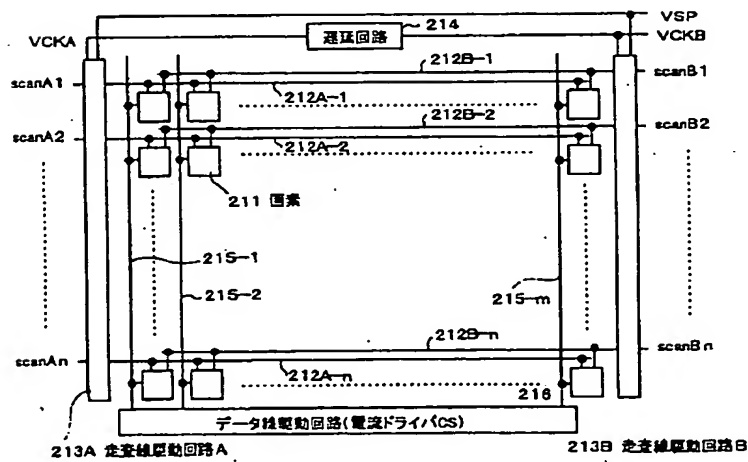 214
VSP
遅延回路
VCKA
VCKB
212B-1
scanA1
scanB1
212A-1
212B-2
scanA2
scanB2
212A-2
211 画素
215-1
215-2
215-m
212B-n
scanAn
scanBn
212A-n
216
データ線駆動回路(電流ドライバCS)
213A 走査線駆動回路A
213B 走査線駆動回路B